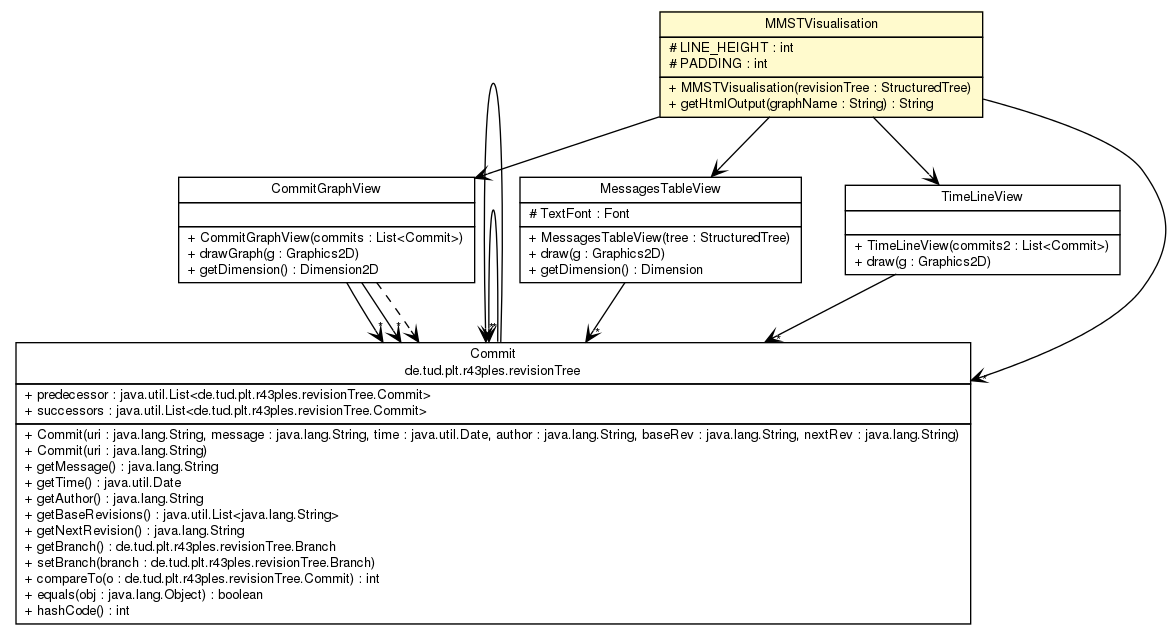 MMSTVisualisation
# LINE_HEIGHT : int
# PADDING : int
+ MMSTVisualisation(revisionTree : StructuredTree)
+ getHtmlOutput(graphName : String) : String
CommitGraphView
+ CommitGraphView(commits : List<Commit>)
+ drawGraph(g : Graphics2D)
+ getDimension() : Dimension2D
MessagesTableView
# TextFont : Font
+ MessagesTableView(tree : StructuredTree)
+ draw(g : Graphics2D)
+ getDimension() : Dimension
TimeLineView
+ TimeLineView(commits2 : List<Commit>)
+ draw(g : Graphics2D)
* * * * * * *
Commit
de.tud.plt.r43ples.revisionTree
+ predecessor : java.util.List<de.tud.plt.r43ples.revisionTree.Commit>
+ successors : java.util.List<de.tud.plt.r43ples.revisionTree.Commit>
+ Commit(uri : java.lang.String, message : java.lang.String, time : java.util.Date, author : java.lang.String, baseRev : java.lang.String, nextRev : java.lang.String)
+ Commit(uri : java.lang.String)
+ getMessage() : java.lang.String
+ getTime() : java.util.Date
+ getAuthor() : java.lang.String
+ getBaseRevisions() : java.util.List<java.lang.String>
+ getNextRevision() : java.lang.String
+ getBranch() : de.tud.plt.r43ples.revisionTree.Branch
+ setBranch(branch : de.tud.plt.r43ples.revisionTree.Branch)
+ compareTo(o : de.tud.plt.r43ples.revisionTree.Commit) : int
+ equals(obj : java.lang.Object) : boolean
+ hashCode() : int